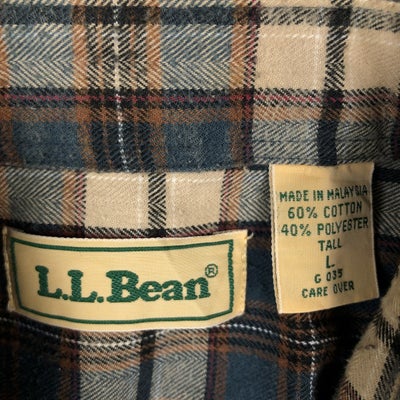 L.L.Bean®
MADE IN MALAYSIA
60% COTTON
40% POLYESTER
TALL
L
G 035
CARE OVER